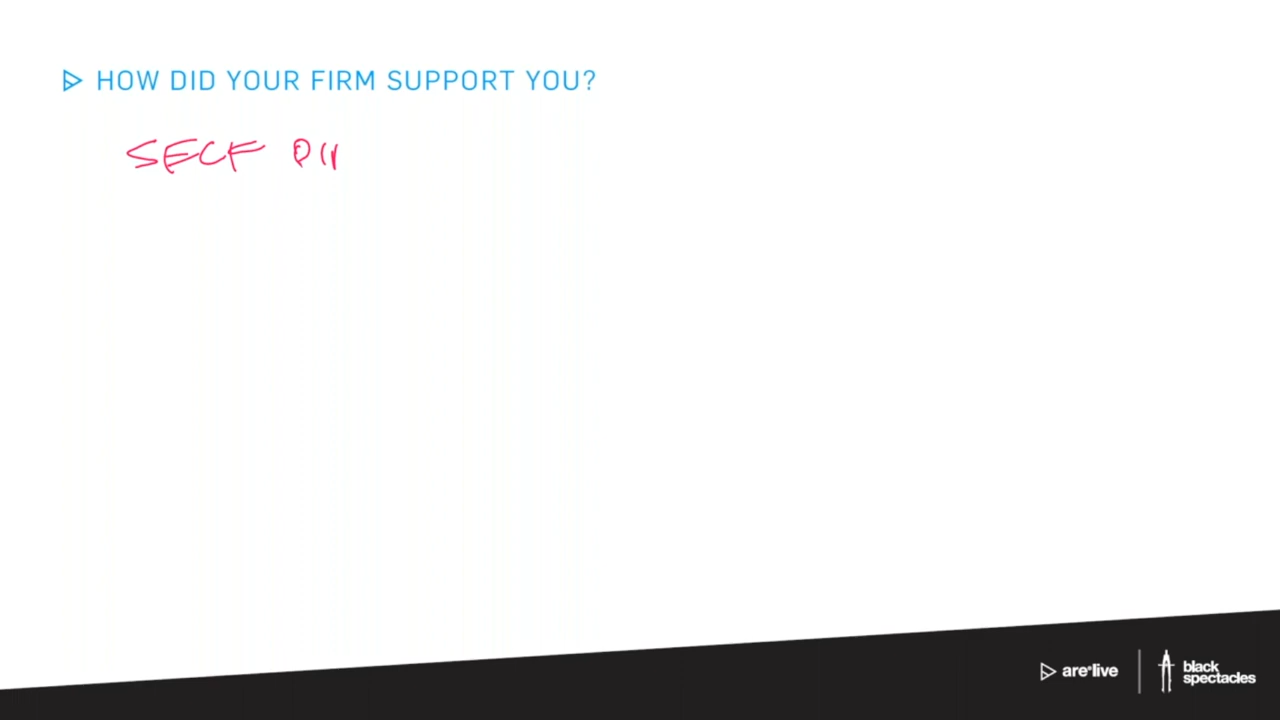 HOW DID YOUR FIRM SUPPORT YOU?
SELF
are*live
black
spectacles